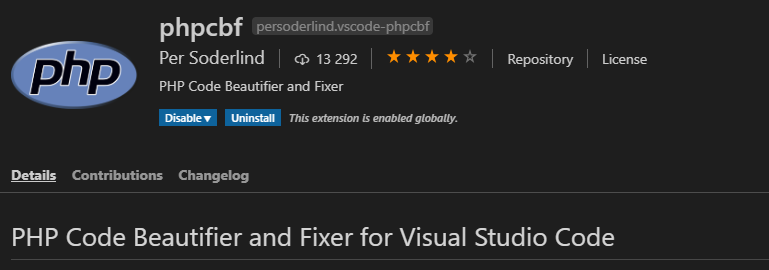 phpcbf persoderlind.vscode-phpcbf
php
Per Soderlind 13 292 Repository License
PHP Code Beautifier and Fixer
Disable Uninstall This extension is enabled globally.
Details Contributions Changelog
PHP Code Beautifier and Fixer for Visual Studio Code